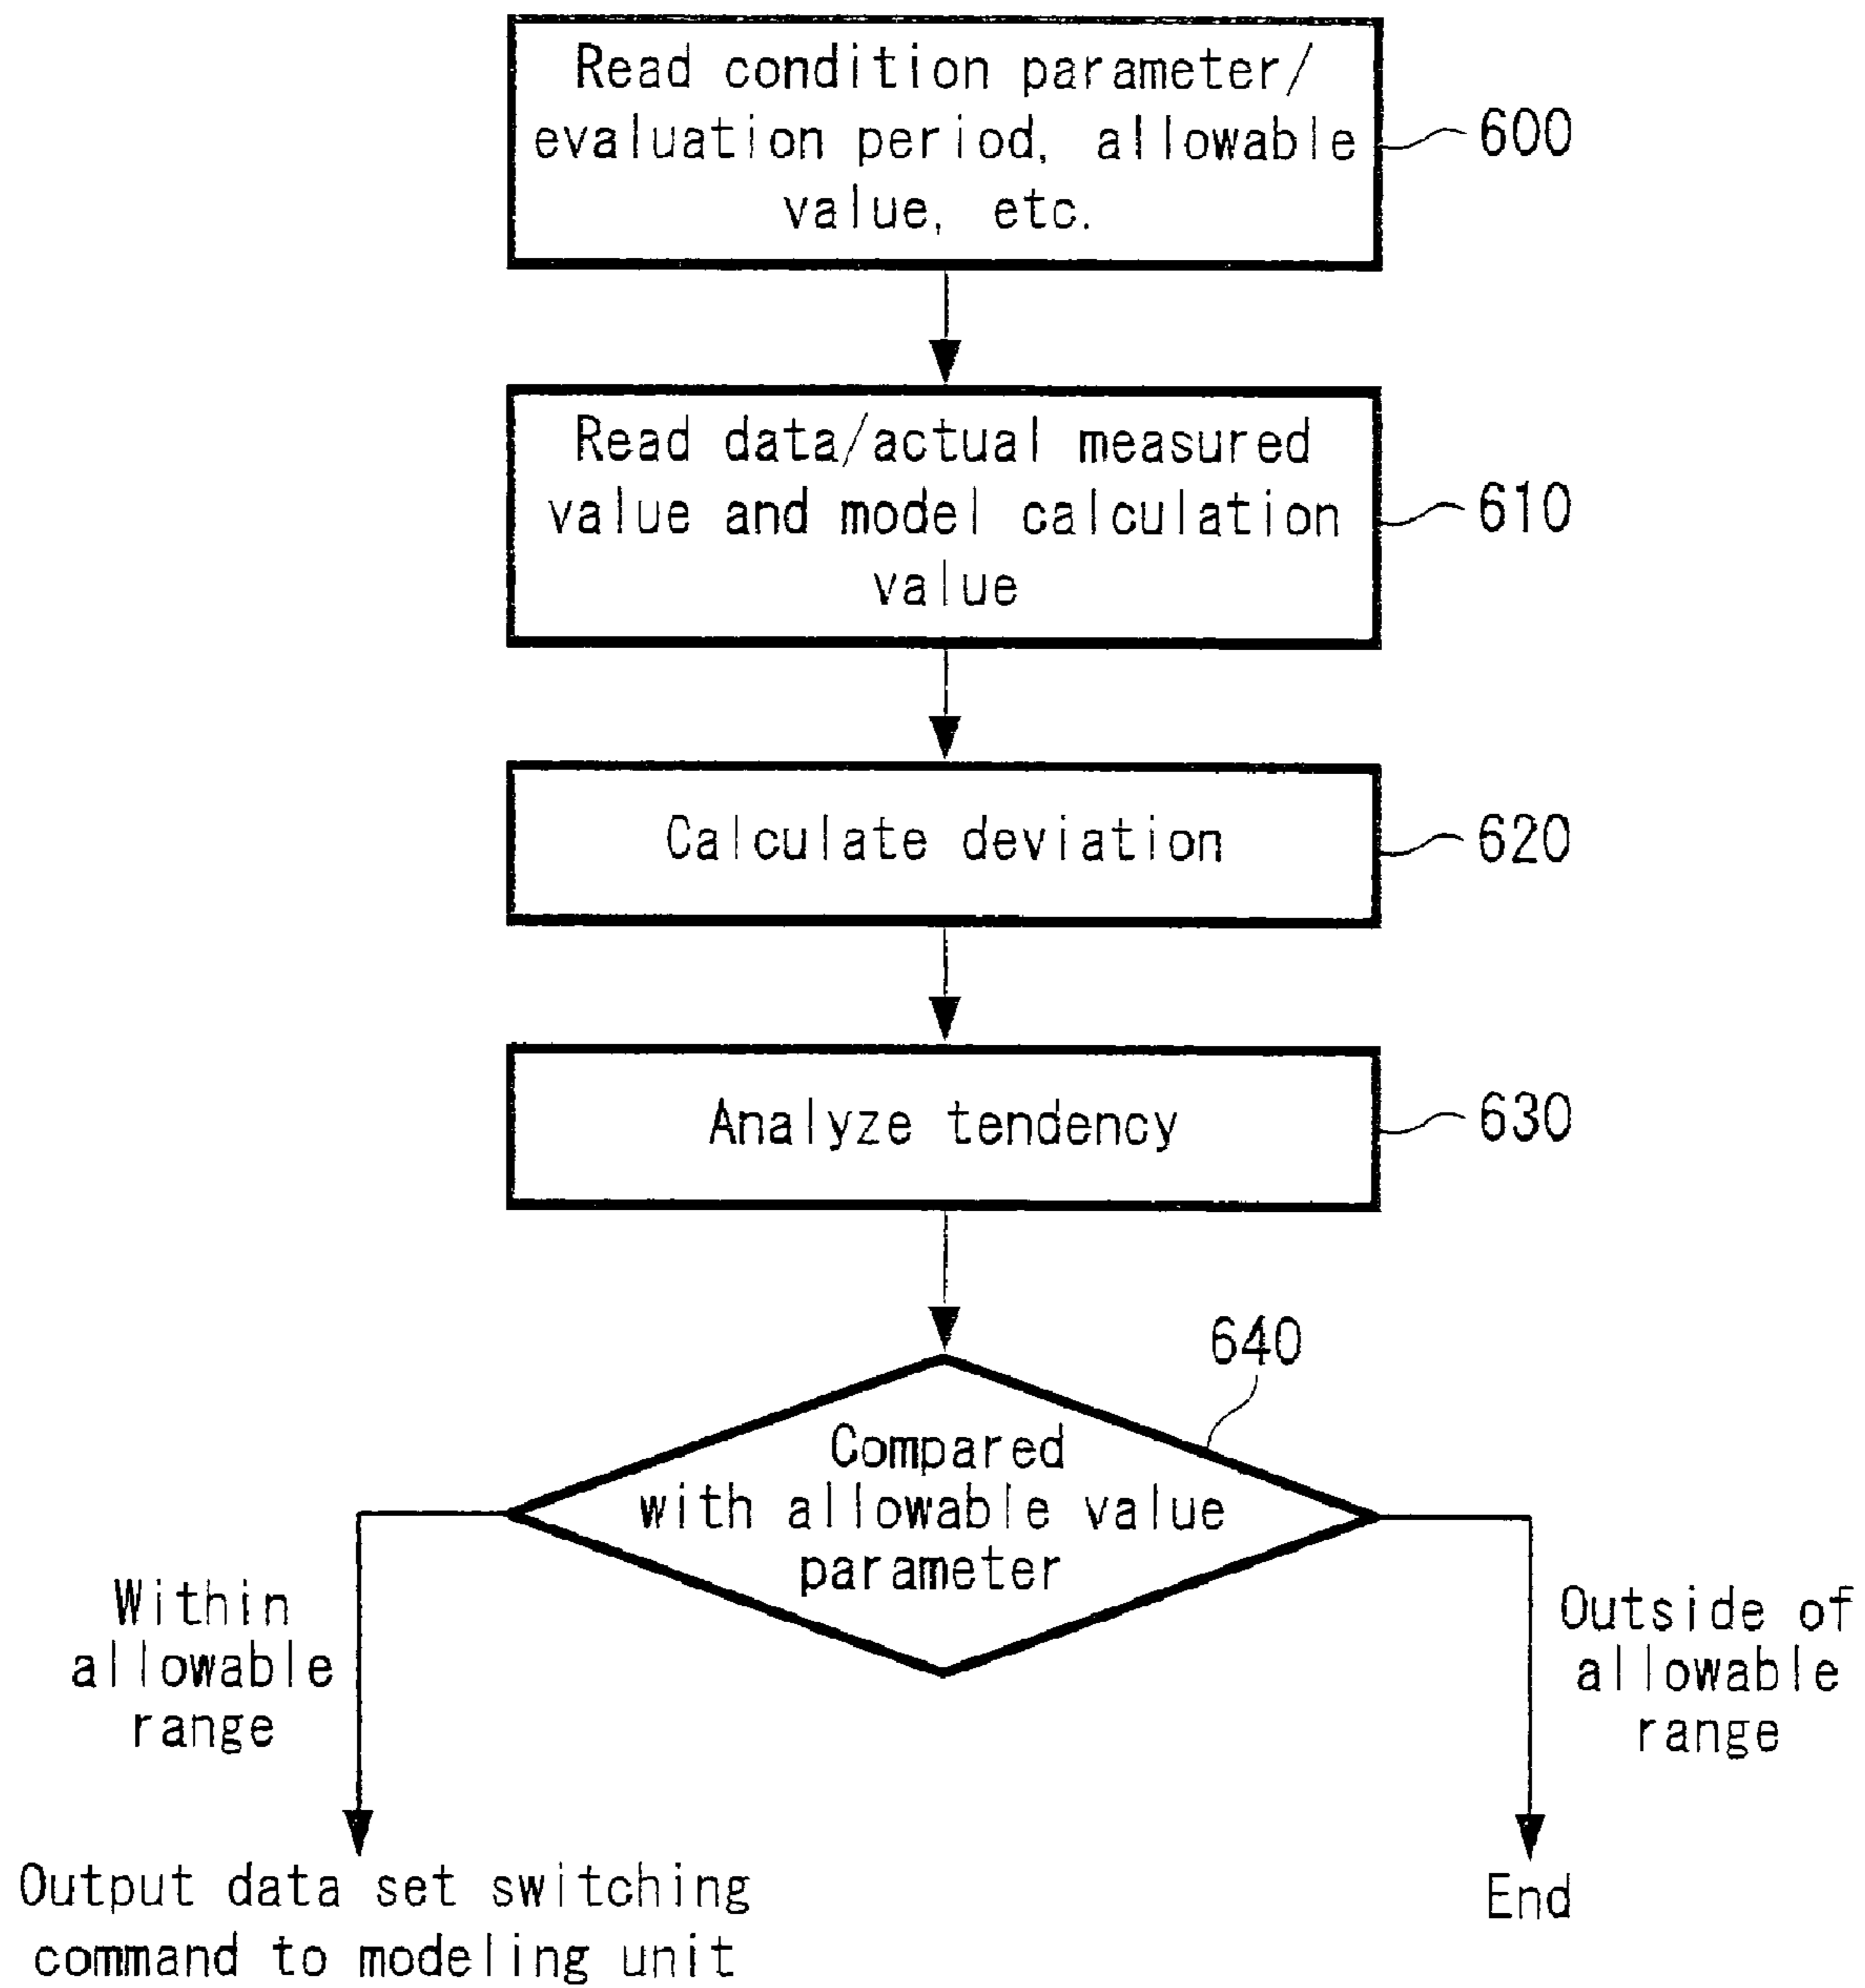 Read condition parameter/
evaluation period, allowable
value, etc.
600
Read data/actual measured
value and model calculation
value
610
Calculate deviation
620
Analyze tendency
630
640
Compared
with allowable value
parameter
Within
allowable
range
Outside of
allowable
range
Output data set switching
command to modeling unit
End